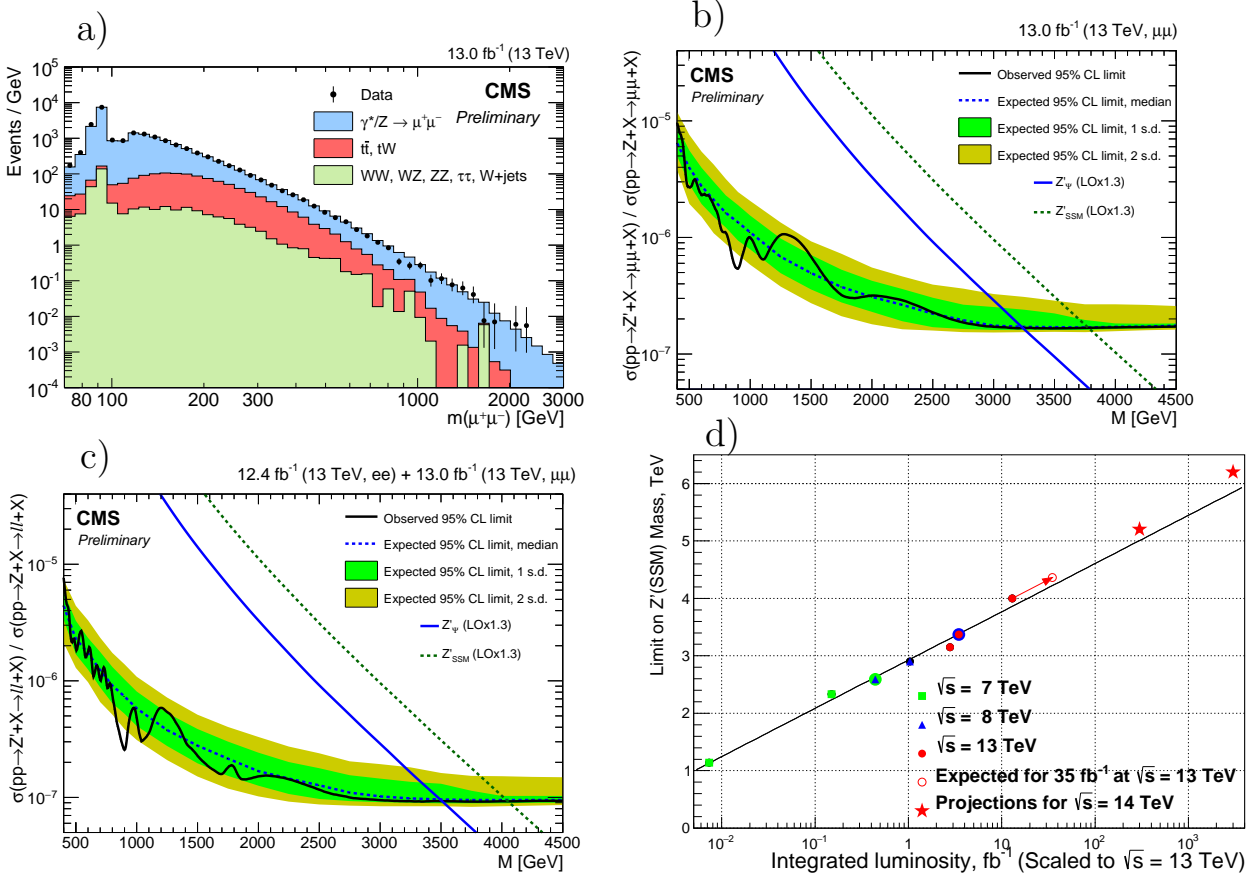 a)
13.0 fb⁻¹ (13 TeV)
Events / GeV
10⁵
10⁴
10³
10²
10
1
10⁻¹
10⁻²
10⁻³
10⁻⁴
CMS
Preliminary
Data
γ*/Z → μ⁺μ⁻
tt̄, tW
WW, WZ, ZZ, ττ, W+jets
80 100 200 300 1000 2000 3000
m(μ⁺μ⁻) [GeV]
b)
13.0 fb⁻¹ (13 TeV, μμ)
σ(pp→Z'+X→μμ+X) / σ(pp→Z+X→μμ+X)
10⁻⁵
10⁻⁶
10⁻⁷
CMS
Preliminary
Observed 95% CL limit
Expected 95% CL limit, median
Expected 95% CL limit, 1 s.d.
Expected 95% CL limit, 2 s.d.
Z'Ψ (LOx1.3)
Z'SSM (LOx1.3)
500 1000 1500 2000 2500 3000 3500 4000 4500
M [GeV]
c)
12.4 fb⁻¹ (13 TeV, ee) + 13.0 fb⁻¹ (13 TeV, μμ)
σ(pp→Z'+X→ll+X) / σ(pp→Z+X→ll+X)
10⁻⁵
10⁻⁶
10⁻⁷
CMS
Preliminary
Observed 95% CL limit
Expected 95% CL limit, median
Expected 95% CL limit, 1 s.d.
Expected 95% CL limit, 2 s.d.
Z'Ψ (LOx1.3)
Z'SSM (LOx1.3)
500 1000 1500 2000 2500 3000 3500 4000 4500
M [GeV]
d)
Limit on Z'(SSM) Mass, TeV
6
5
4
3
2
1
0
√s = 7 TeV
√s = 8 TeV
√s = 13 TeV
Expected for 35 fb⁻¹ at √s = 13 TeV
Projections for √s = 14 TeV
10⁻² 10⁻¹ 1 10 10² 10³
Integrated luminosity, fb⁻¹ (Scaled to √s = 13 TeV)